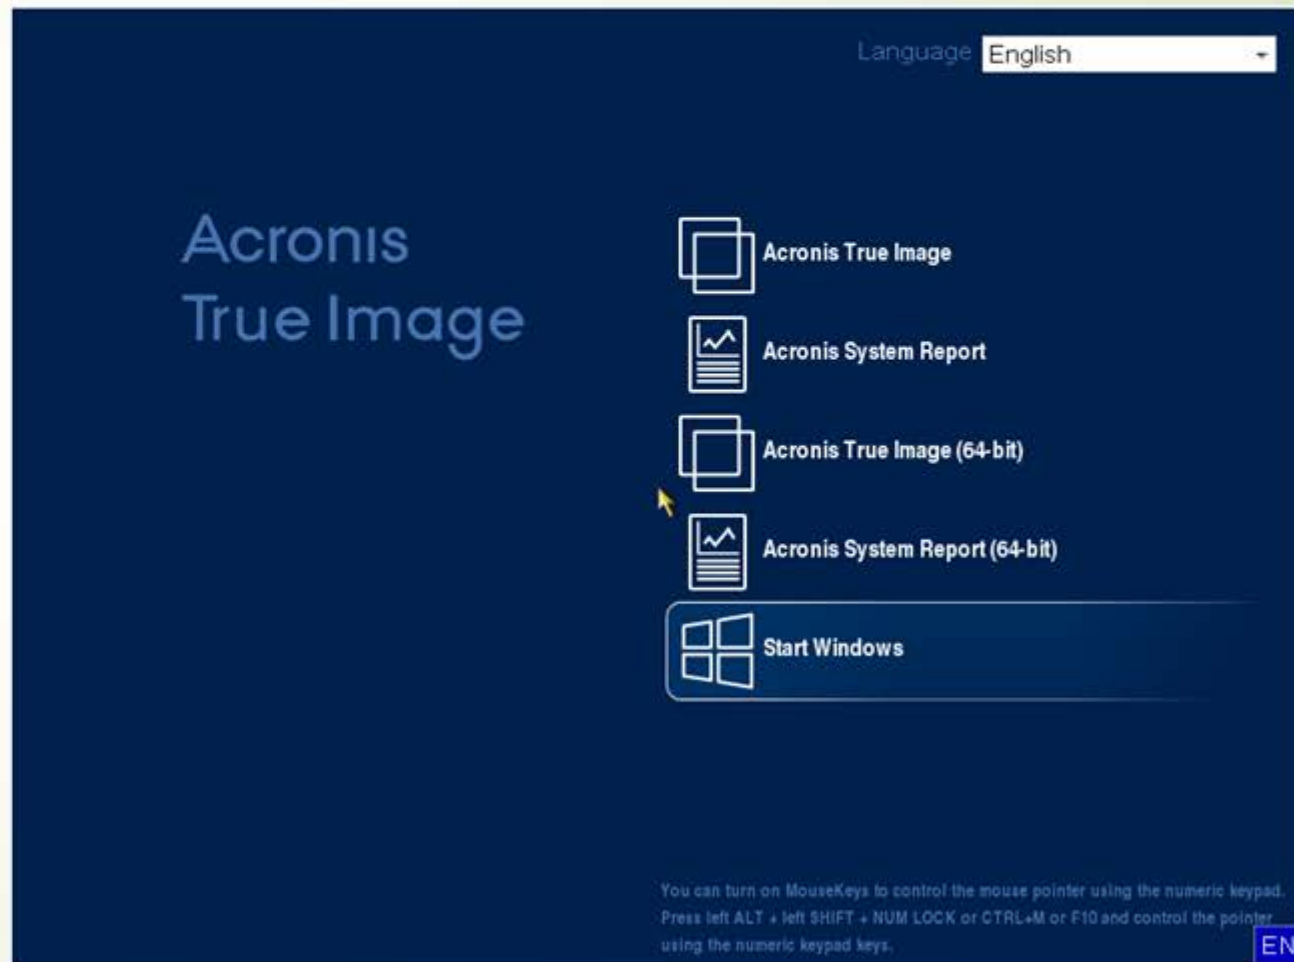 Language English
Acronis
True Image
Acronis True Image
Acronis System Report
Acronis True Image (64-bit)
Acronis System Report (64-bit)
Start Windows
You can turn on MouseKeys to control the mouse pointer using the numeric keypad.
Press left ALT + left SHIFT + NUM LOCK or CTRL+M or F10 and control the pointer
using the numeric keypad keys.
EN